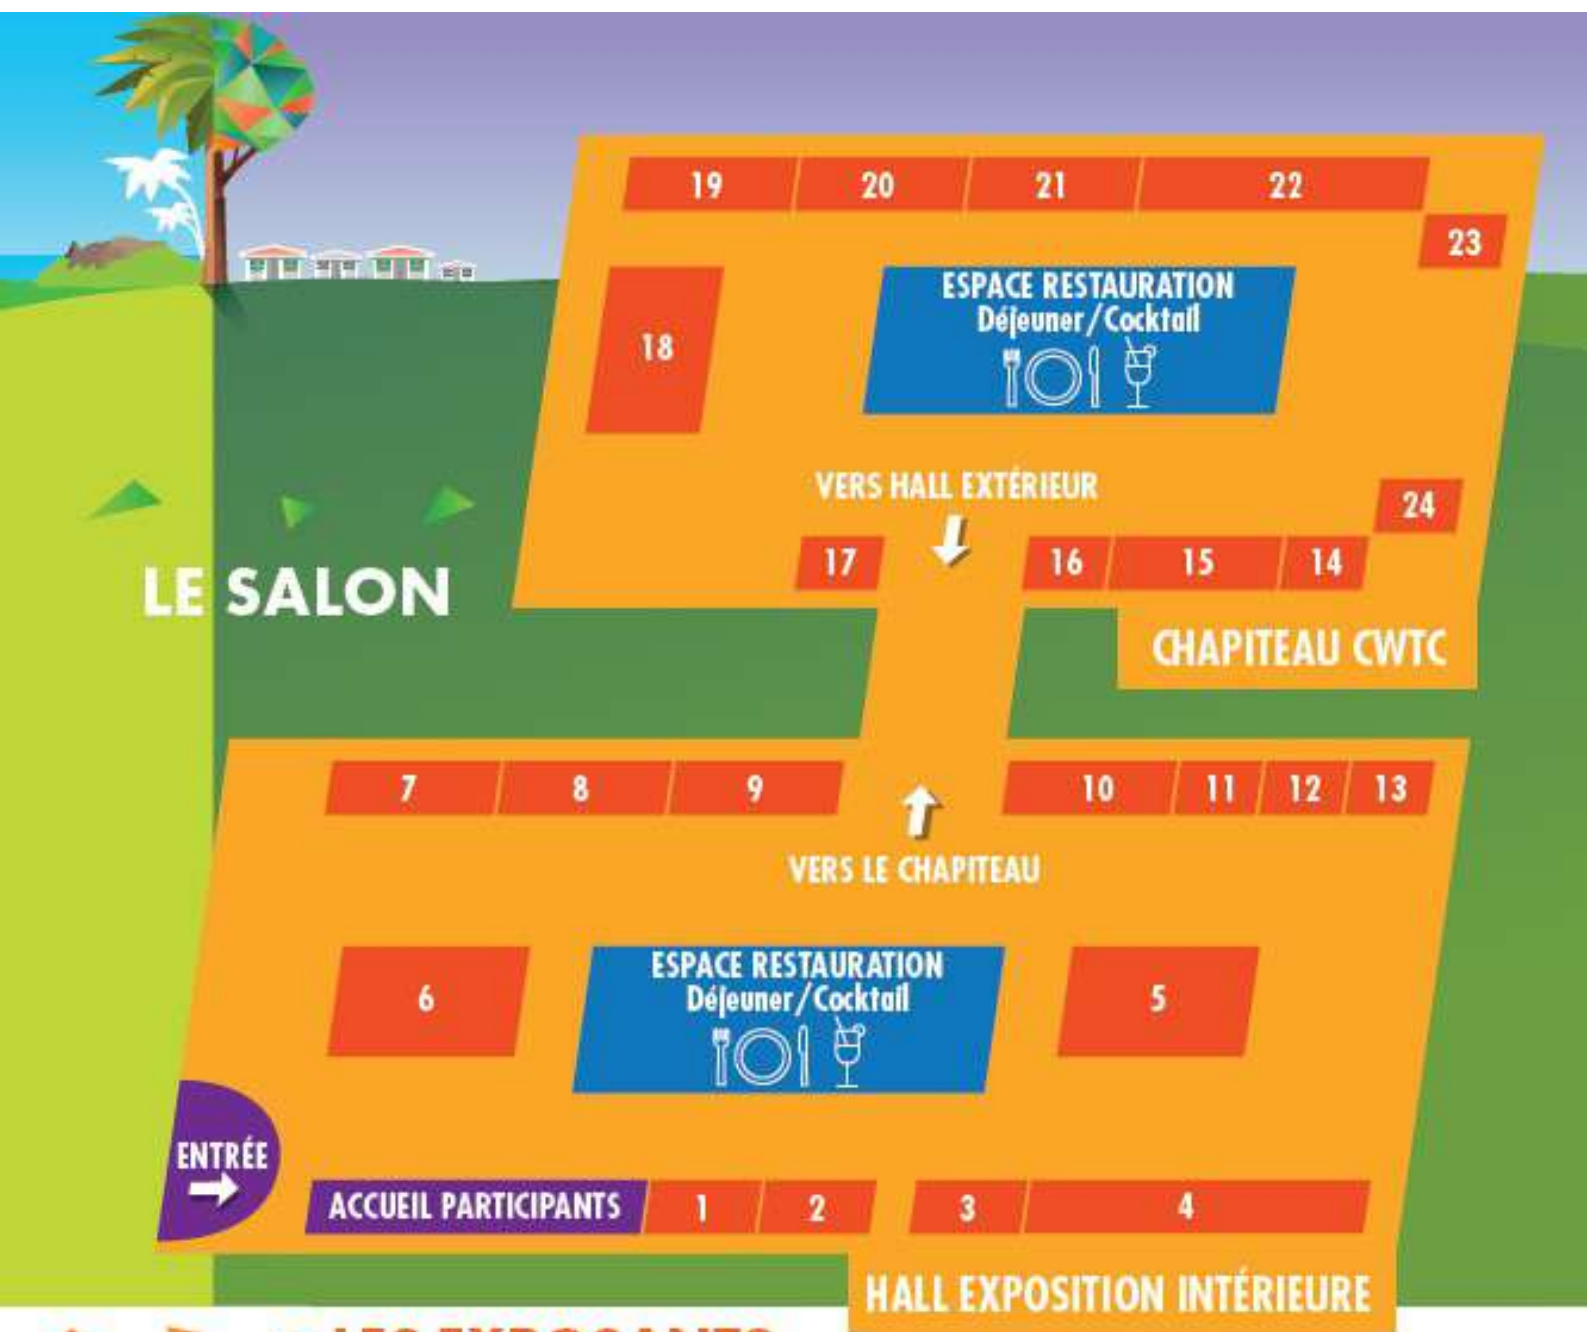 19 20 21 22
23
ESPACE RESTAURATION
Déjeuner/Cocktail
18
VERS HALL EXTÉRIEUR
24
17 16 15 14
LE SALON
CHAPITEAU CWTC
7 8 9 10 11 12 13
VERS LE CHAPITEAU
ESPACE RESTAURATION
Déjeuner/Cocktail
6 5
ENTRÉE
ACCUEIL PARTICIPANTS 1 2 3 4
HALL EXPOSITION INTÉRIEURE
LES EXPOSANTS